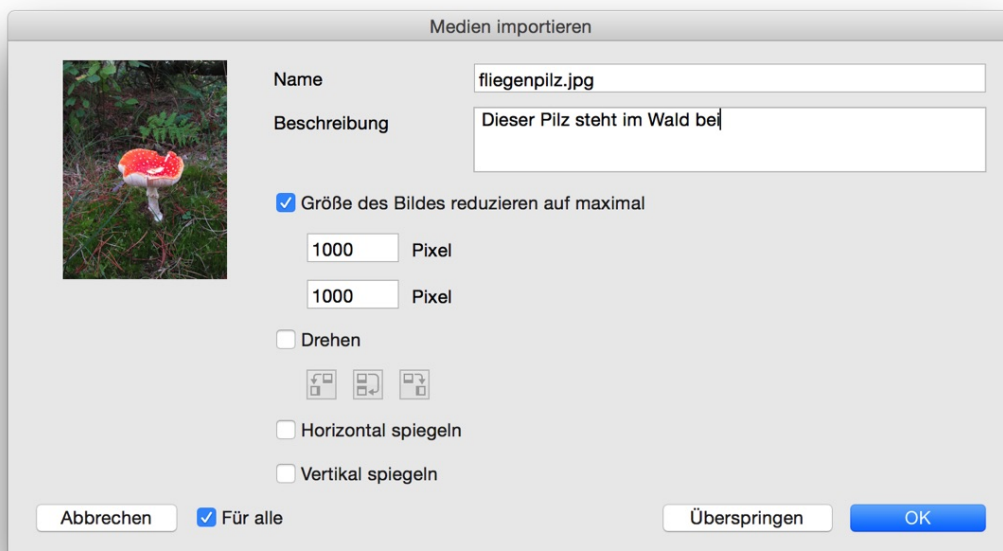 Medien importieren
Name
fliegenpilz.jpg
Beschreibung
Dieser Pilz steht im Wald bei
Größe des Bildes reduzieren auf maximal
1000 Pixel
1000 Pixel
Drehen
Horizontal spiegeln
Vertikal spiegeln
Abbrechen Für alle Überspringen OK